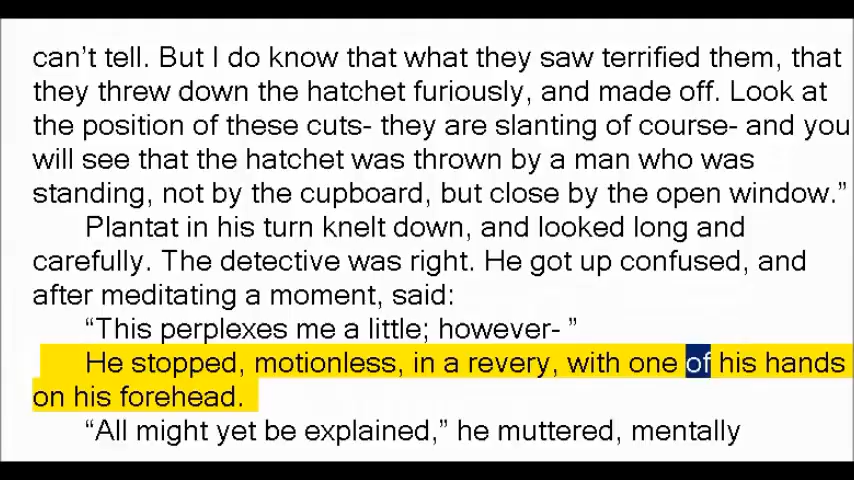 can’t tell. But I do know that what they saw terrified them, that
they threw down the hatchet furiously, and made off. Look at
the position of these cuts- they are slanting of course- and you
will see that the hatchet was thrown by a man who was
standing, not by the cupboard, but close by the open window.”
Plantat in his turn knelt down, and looked long and
carefully. The detective was right. He got up confused, and
after meditating a moment, said:
“This perplexes me a little; however- ”
He stopped, motionless, in a revery, with one of his hands
on his forehead.
“All might yet be explained,” he muttered, mentally